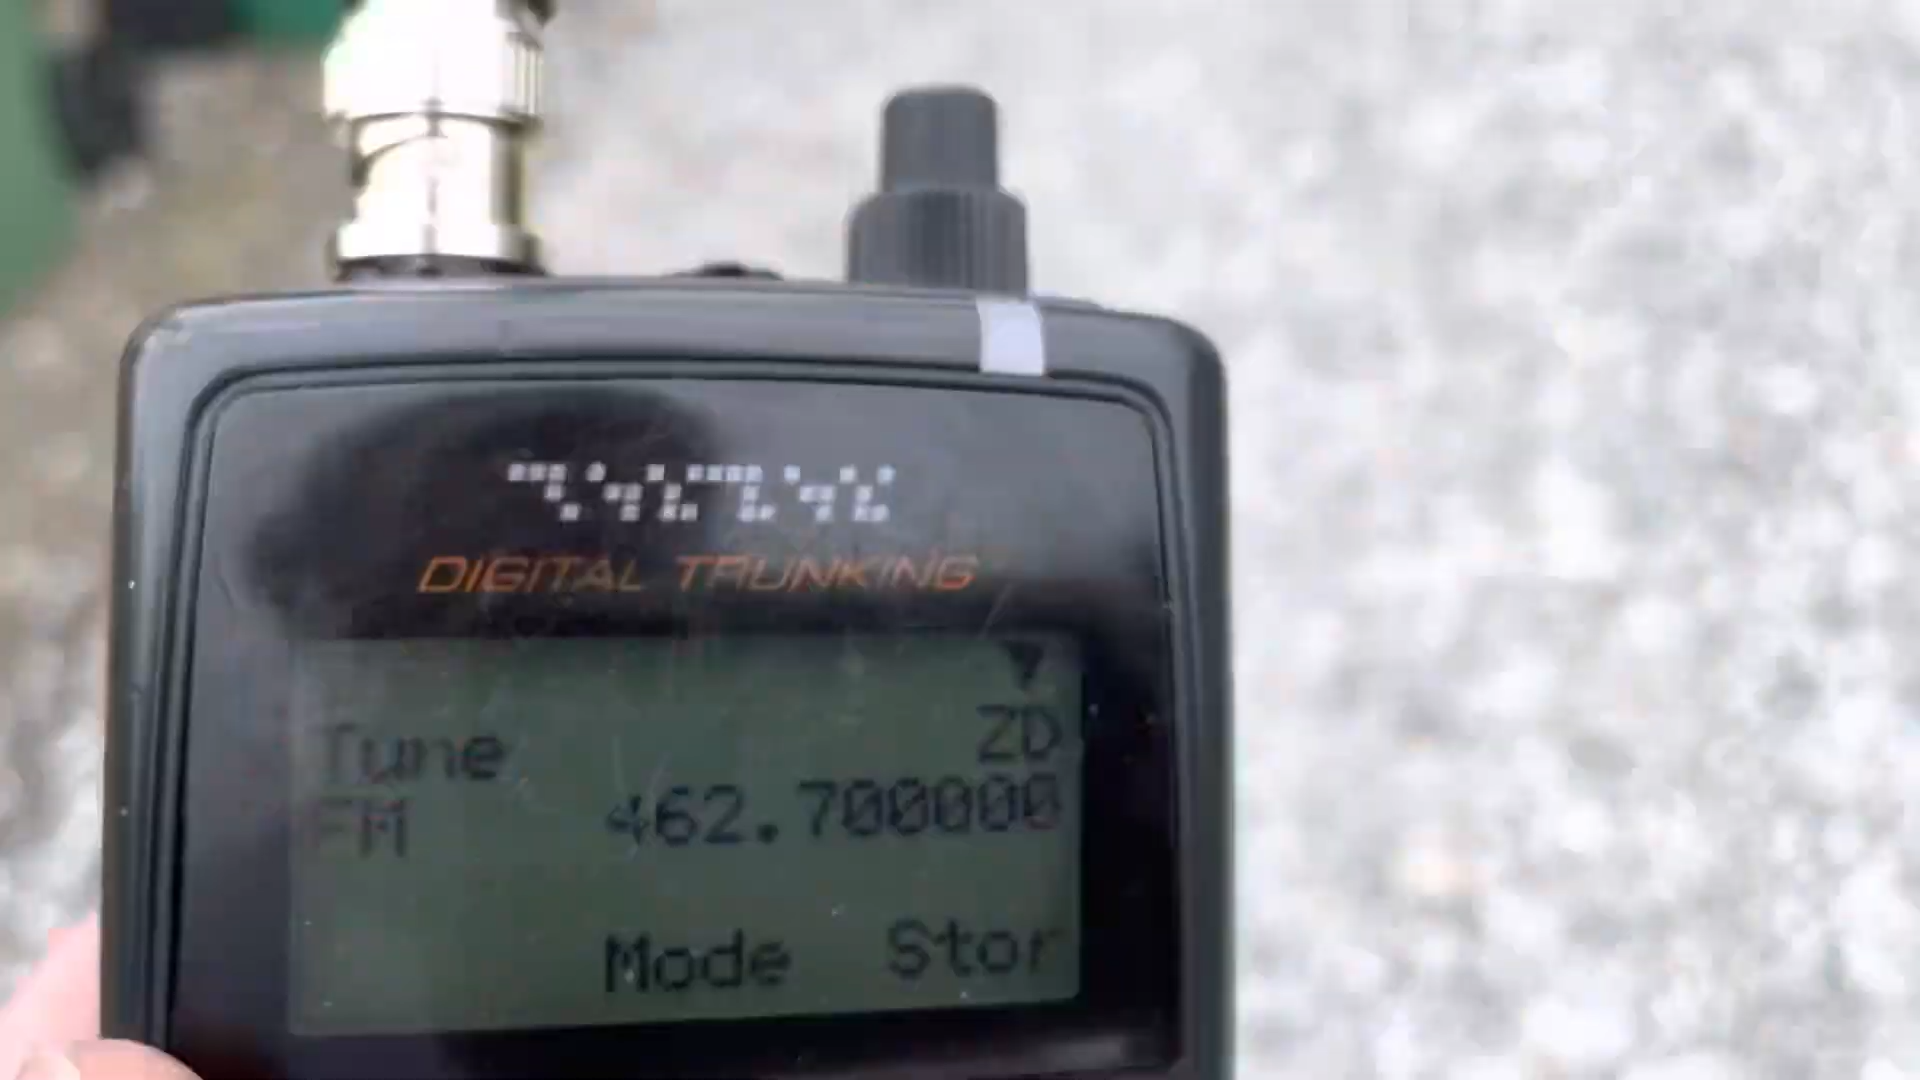 DIGITAL TRUNKING
Tune ZD
FM 462.700000
Mode Stor